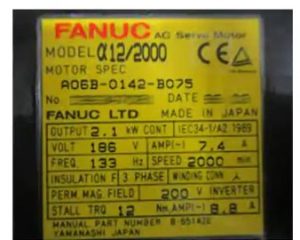 FANUC AC Servo Motor
MODEL α12/2000 CE
MOTOR SPEC
A06B-0142-B075
No DATE
FANUC LTD MADE IN JAPAN
OUTPUT 2.1 kW CONT IEC34-1/A2 1989
VOLT 186 V AMP(~) 7.4 A
FREQ. 133 Hz SPEED 2000 min
INSULATION F 3 PHASE WINDING CONN. 人
PERM.MAG.FIELD 200 V INVERTER
STALL TRQ 12 Nm AMP(~) 8.8 A
MANUAL PART NUMBER B-65142E
YAMANASHI JAPAN